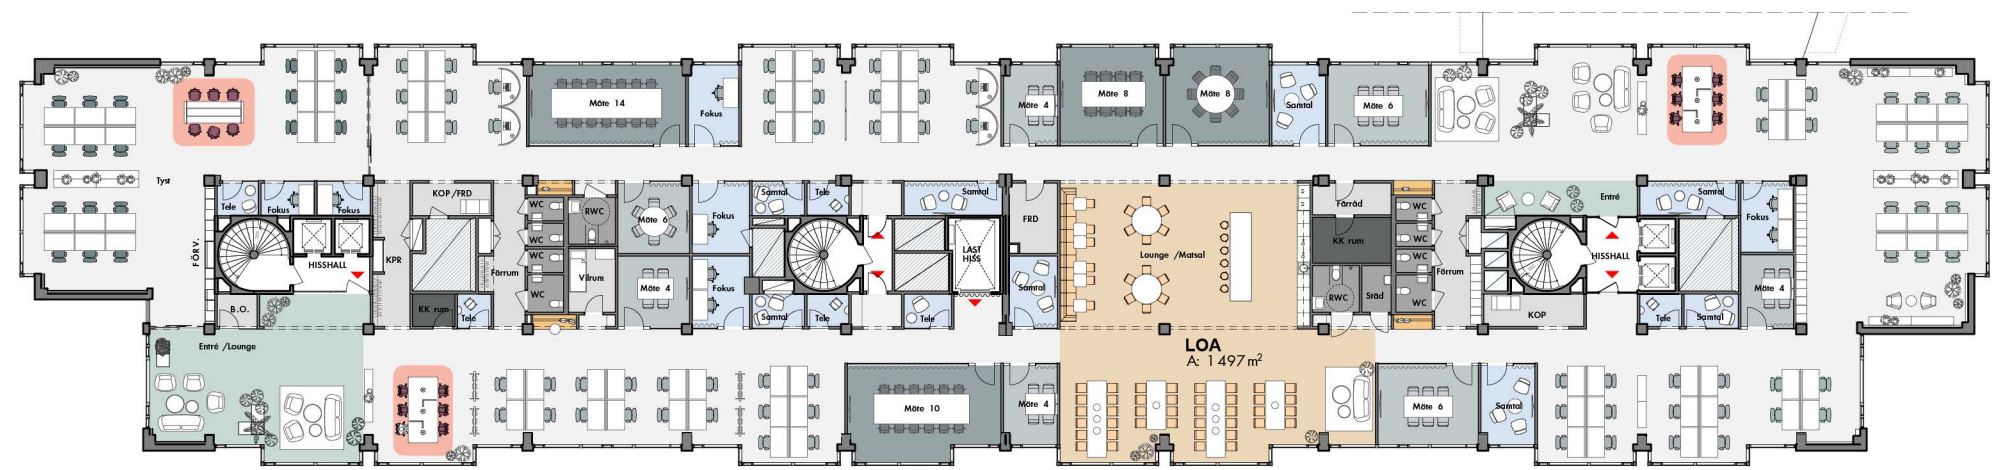 Möte 14
Fokus
Möte 4
Möte 8
Möte 8
Samtal
Möte 6
Tyst
Tele
Fokus
Fokus
KOP/FRD
WC
RWC
Möte 6
Fokus
Samtal
Tele
Samtal
FRD
Förråd
WC
Entré
Samtal
Fokus
FÖRV.
HISSHALL
KPR
WC
WC
Förrum
Vilrum
Möte 4
Fokus
LAST
HISS
Samtal
Lounge /Matsal
KK rum
WC
WC
Förrum
HISSHALL
Möte 4
B.O.
KK rum
Tele
WC
Samtal
Tele
Tele
RWC
Städ
WC
KOP
Tele
Samtal
Entré /Lounge
LOA
A: 1 497 m²
Möte 10
Möte 4
Möte 6
Samtal